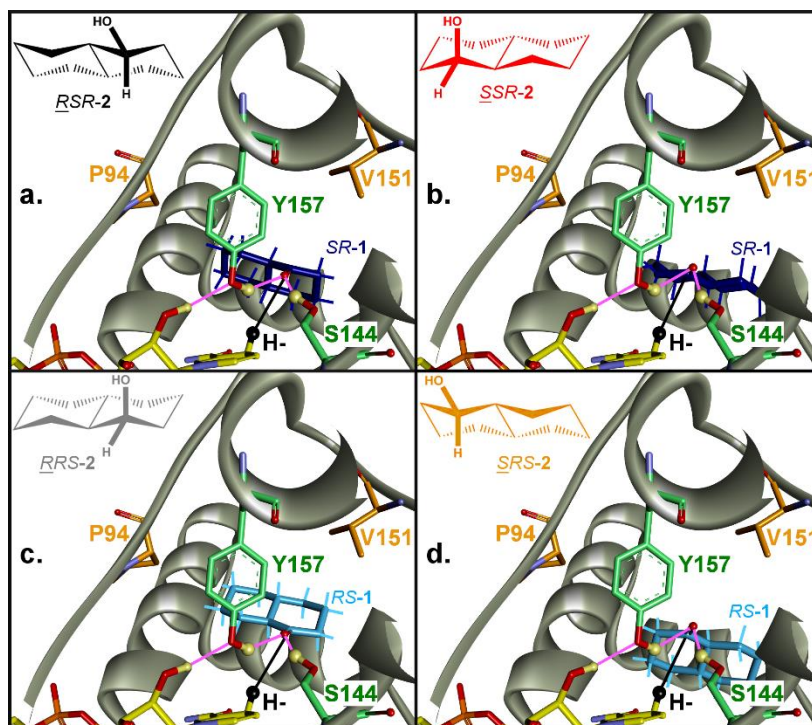 HO
H
RSR-2
P94
V151
a.
Y157
SR-1
H-
S144
HO
H
SSR-2
P94
V151
b.
Y157
SR-1
H-
S144
HO
H
RRS-2
P94
V151
c.
Y157
RS-1
H-
S144
HO
H
SRS-2
P94
V151
d.
Y157
RS-1
H-
S144